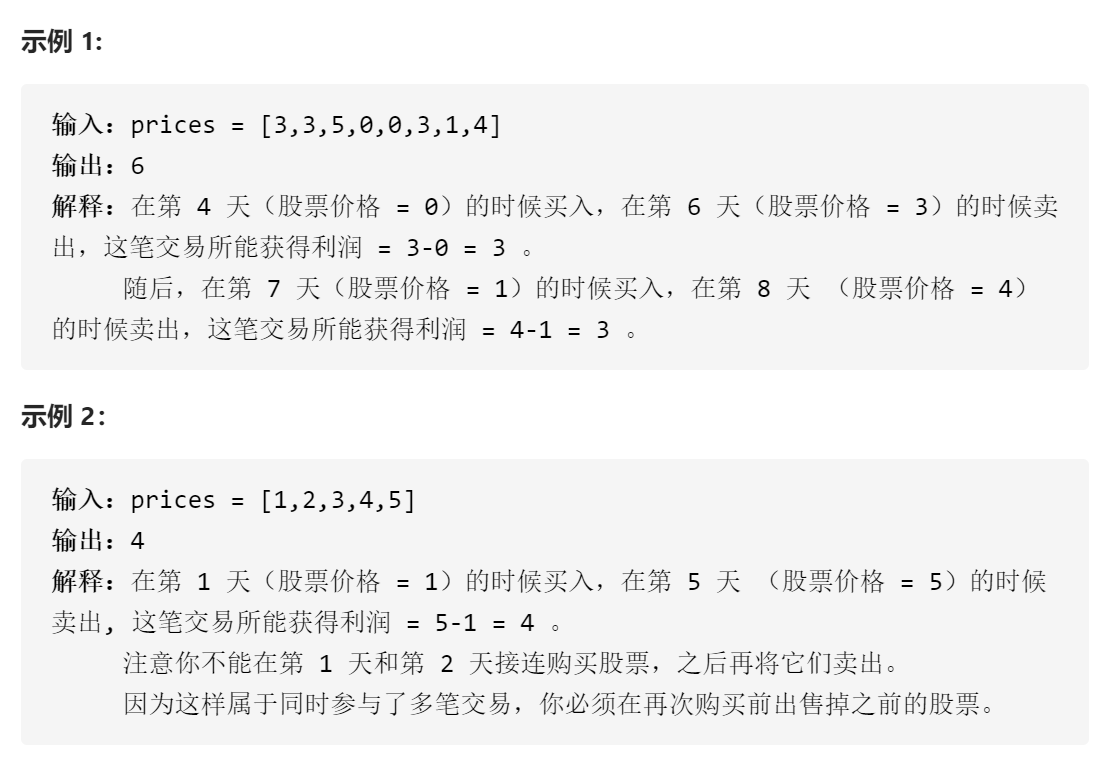 示例 1:
输入：prices = [3,3,5,0,0,3,1,4]
输出：6
解释：在第 4 天（股票价格 = 0）的时候买入，在第 6 天（股票价格 = 3）的时候卖
出，这笔交易所能获得利润 = 3-0 = 3 。
随后，在第 7 天（股票价格 = 1）的时候买入，在第 8 天 （股票价格 = 4）
的时候卖出，这笔交易所能获得利润 = 4-1 = 3 。
示例 2：
输入：prices = [1,2,3,4,5]
输出：4
解释：在第 1 天（股票价格 = 1）的时候买入，在第 5 天 （股票价格 = 5）的时候
卖出, 这笔交易所能获得利润 = 5-1 = 4 。
注意你不能在第 1 天和第 2 天接连购买股票，之后再将它们卖出。
因为这样属于同时参与了多笔交易，你必须在再次购买前出售掉之前的股票。